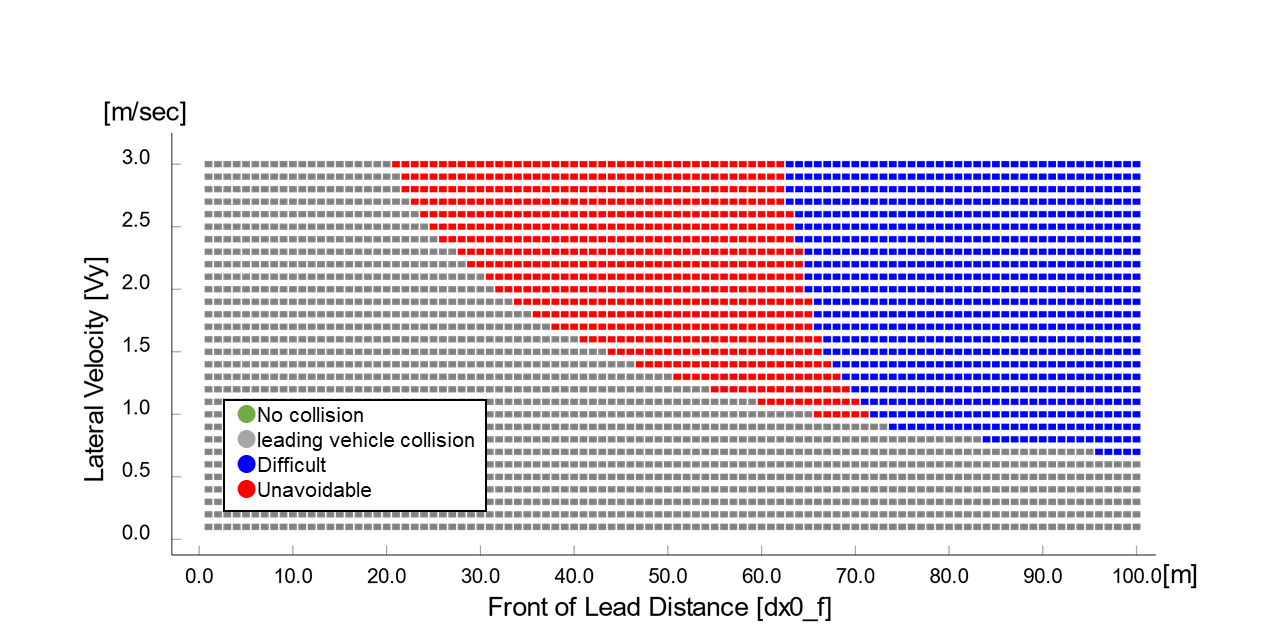 [m/sec]
3.0
2.5
2.0
1.5
1.0
0.5
0.0
Lateral Velocity [Vy]
No collision
leading vehicle collision
Difficult
Unavoidable
0.0 10.0 20.0 30.0 40.0 50.0 60.0 70.0 80.0 90.0 100.0 [m]
Front of Lead Distance [dx0_f]